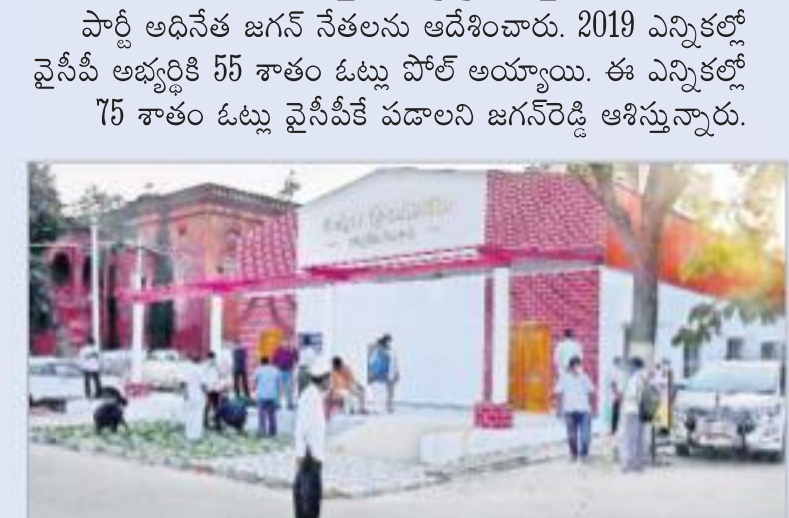 పార్టీ అధినేత జగన్ నేతలను ఆదేశించారు. 2019 ఎన్నికల్లో
వైసీపీ అభ్యర్థికి 55 శాతం ఓట్లు పోల్ అయ్యాయి. ఈ ఎన్నికల్లో
75 శాతం ఓట్లు వైసీపీకే పడాలని జగన్‌రెడ్డి ఆశిస్తున్నారు.